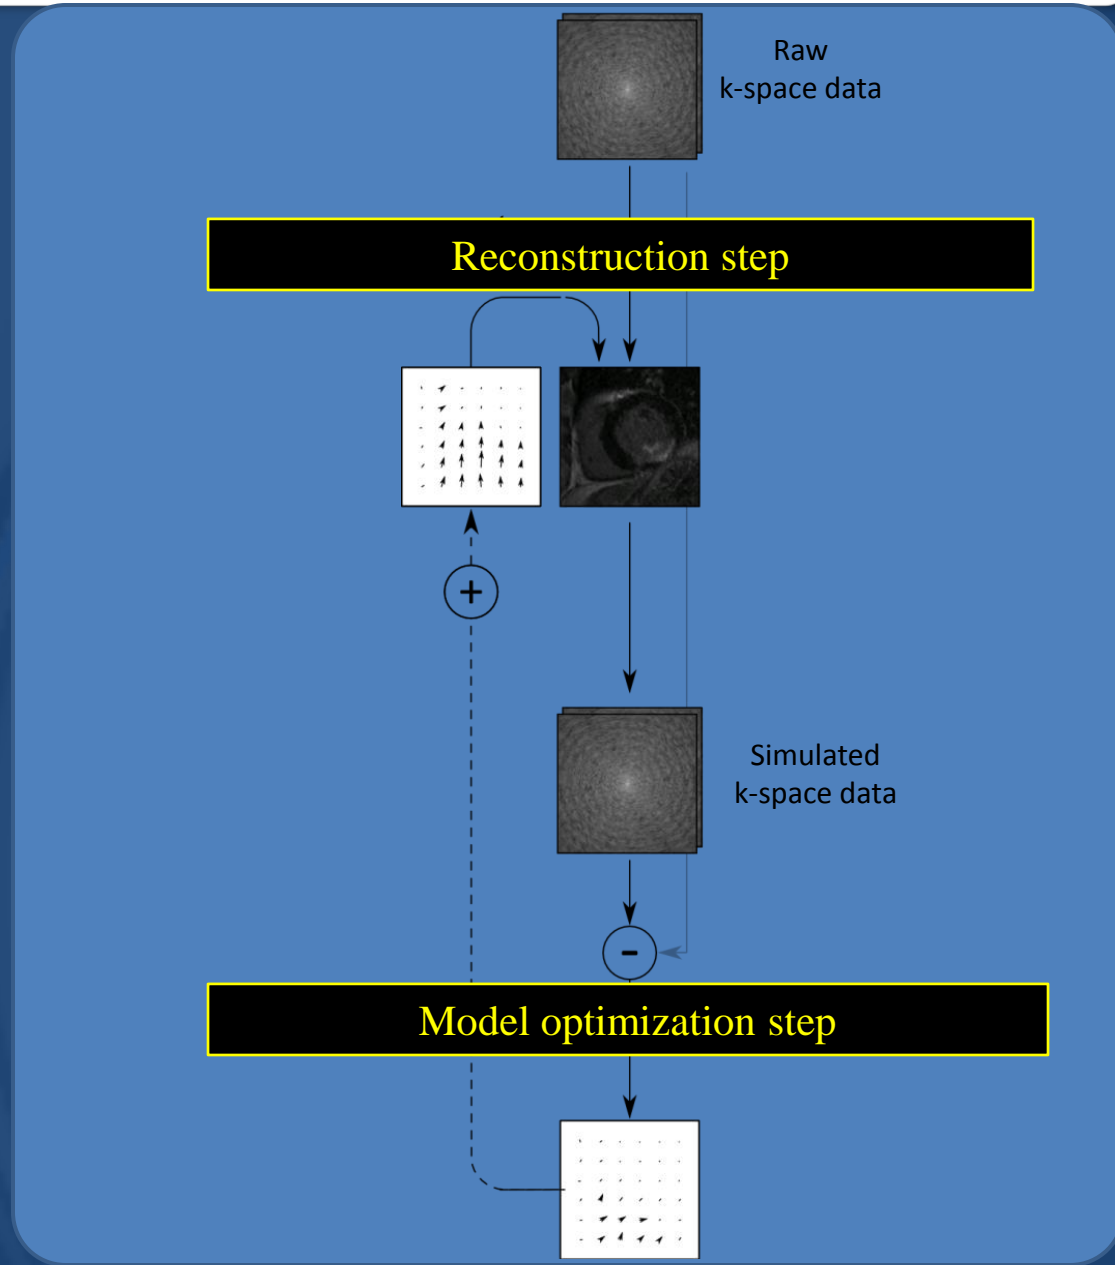 Raw
k-space data
Reconstruction step
+
Simulated
k-space data
-
Model optimization step